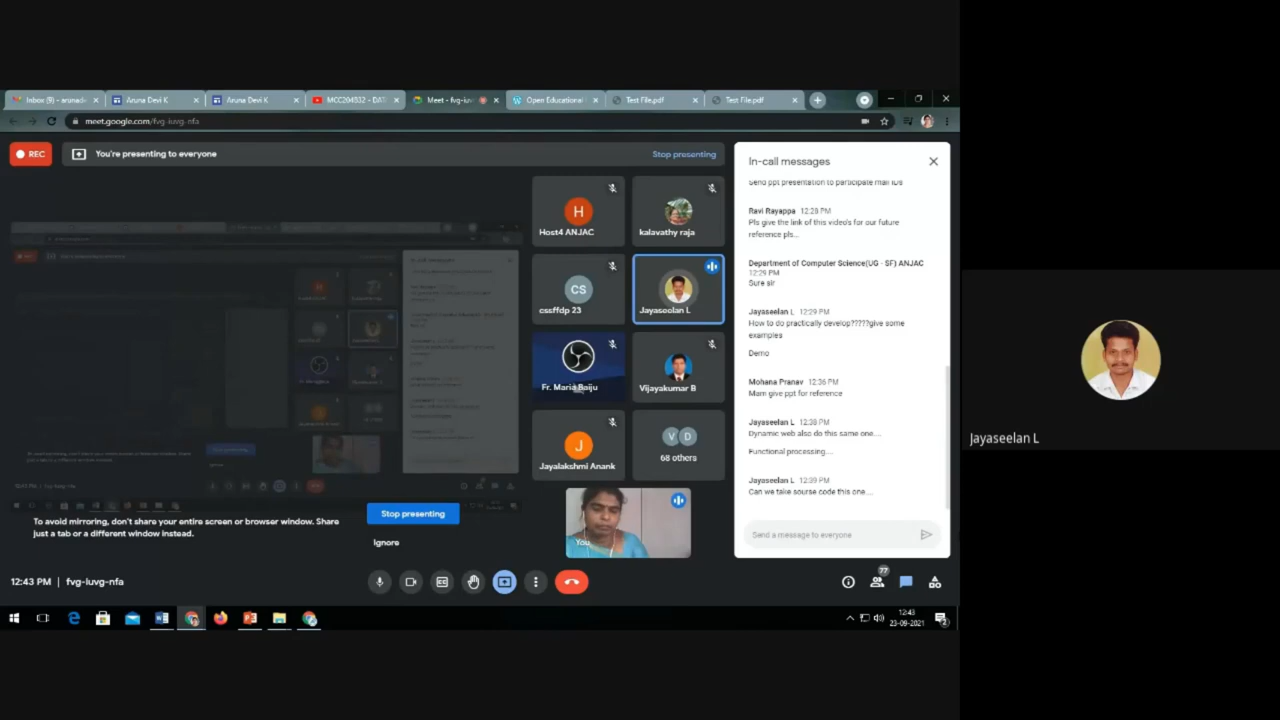 Inbox (9) - arunad
Aruna Devi K
Aruna Devi K
MCC204832 - DAT
Meet - fvg-iuv
Open Educational
Test File.pdf
Test File.pdf
meet.google.com/fvg-iuvg-nfa
REC
You're presenting to everyone
Stop presenting
In-call messages
Send ppt presentation to participate mail IDs
Ravi Rayappa 12:28 PM
Pls give the link of this video's for our future
reference pls...
Department of Computer Science(UG - SF) ANJAC
12:29 PM
Sure sir
Jayaseelan L 12:29 PM
How to do practically develop?????give some
examples
Demo
Mohana Pranav 12:36 PM
Mam give ppt for reference
Jayaseelan L 12:38 PM
Dynamic web also do this same one....
Functional processing....
Jayaseelan L 12:39 PM
Can we take sourse code this one....
Send a message to everyone
H
Host4 ANJAC
kalavathy raja
CS
cssffdp 23
Jayaseelan L
Fr. Maria Baiju
Vijayakumar B
J
Jayalakshmi Anank
V D
68 others
You
To avoid mirroring, don't share your entire screen or browser window. Share
just a tab or a different window instead.
Stop presenting
Ignore
12:43 PM | fvg-iuvg-nfa
77
12:43
23-09-2021
2
Jayaseelan L